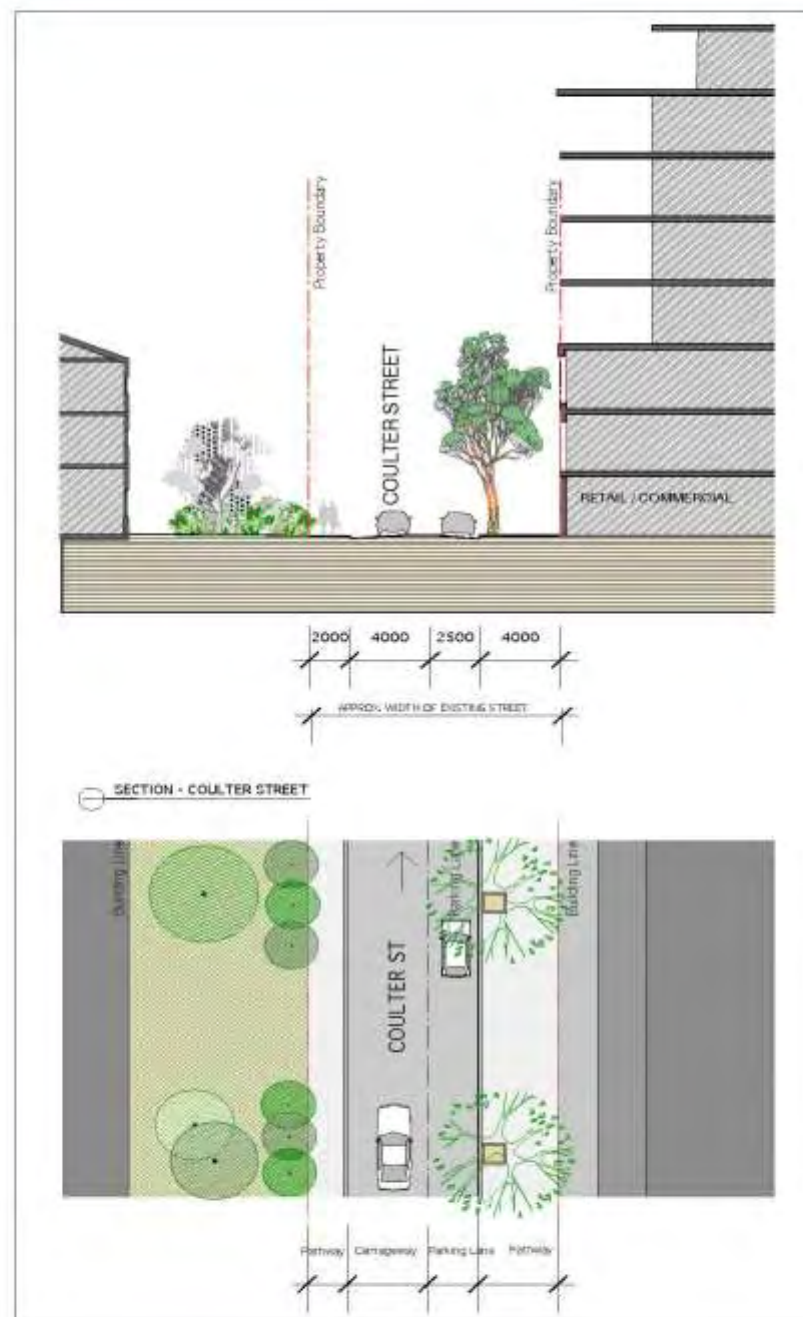 Property Boundary
Property Boundary
COULTER STREET
RETAIL / COMMERCIAL
2000 4000 2500 4000
APPROX. WIDTH OF EXISTING STREET
SECTION - COULTER STREET
Building Line
Parking Lane
Building Line
COULTER ST
Pathway Carriageway Parking Lane Pathway